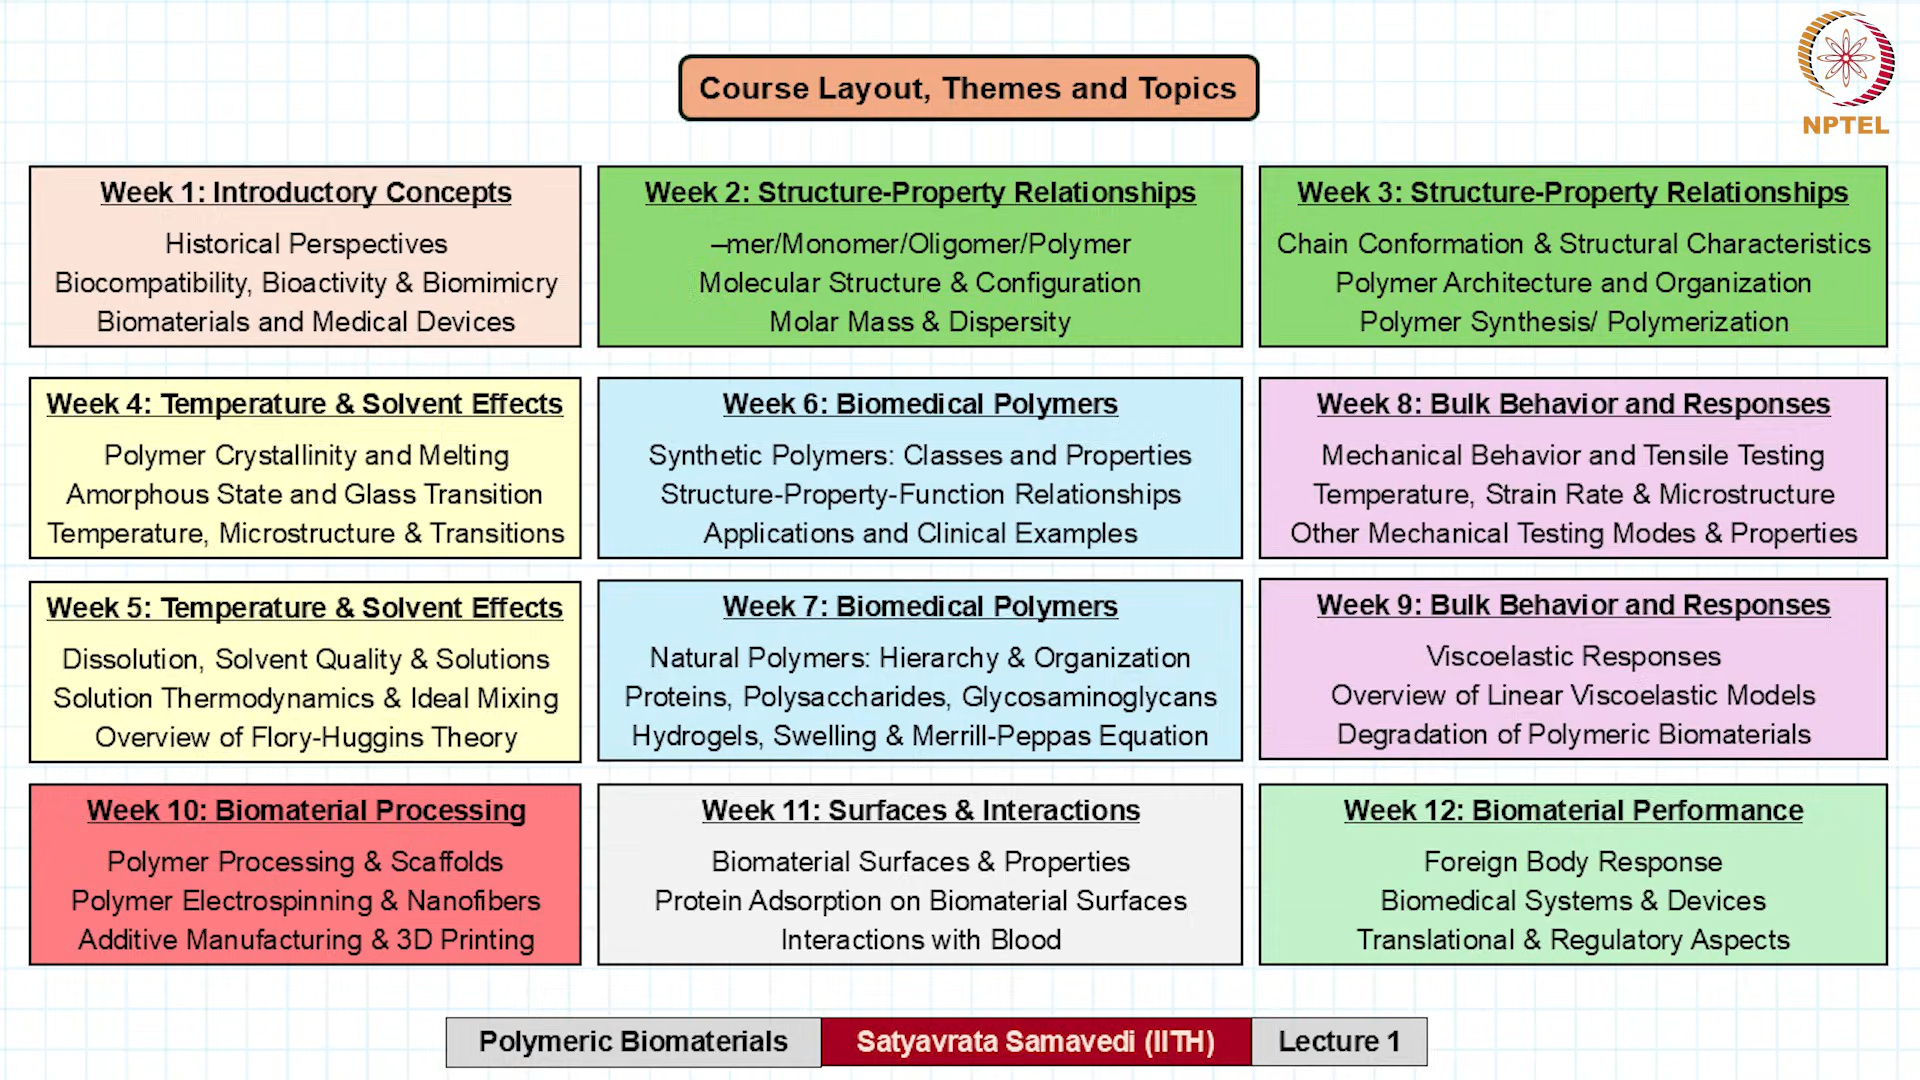 Course Layout, Themes and Topics
NPTEL
Week 1: Introductory Concepts
Historical Perspectives
Biocompatibility, Bioactivity & Biomimicry
Biomaterials and Medical Devices
Week 2: Structure-Property Relationships
–mer/Monomer/Oligomer/Polymer
Molecular Structure & Configuration
Molar Mass & Dispersity
Week 3: Structure-Property Relationships
Chain Conformation & Structural Characteristics
Polymer Architecture and Organization
Polymer Synthesis/ Polymerization
Week 4: Temperature & Solvent Effects
Polymer Crystallinity and Melting
Amorphous State and Glass Transition
Temperature, Microstructure & Transitions
Week 6: Biomedical Polymers
Synthetic Polymers: Classes and Properties
Structure-Property-Function Relationships
Applications and Clinical Examples
Week 8: Bulk Behavior and Responses
Mechanical Behavior and Tensile Testing
Temperature, Strain Rate & Microstructure
Other Mechanical Testing Modes & Properties
Week 5: Temperature & Solvent Effects
Dissolution, Solvent Quality & Solutions
Solution Thermodynamics & Ideal Mixing
Overview of Flory-Huggins Theory
Week 7: Biomedical Polymers
Natural Polymers: Hierarchy & Organization
Proteins, Polysaccharides, Glycosaminoglycans
Hydrogels, Swelling & Merrill-Peppas Equation
Week 9: Bulk Behavior and Responses
Viscoelastic Responses
Overview of Linear Viscoelastic Models
Degradation of Polymeric Biomaterials
Week 10: Biomaterial Processing
Polymer Processing & Scaffolds
Polymer Electrospinning & Nanofibers
Additive Manufacturing & 3D Printing
Week 11: Surfaces & Interactions
Biomaterial Surfaces & Properties
Protein Adsorption on Biomaterial Surfaces
Interactions with Blood
Week 12: Biomaterial Performance
Foreign Body Response
Biomedical Systems & Devices
Translational & Regulatory Aspects
Polymeric Biomaterials
Satyavrata Samavedi (IITH)
Lecture 1